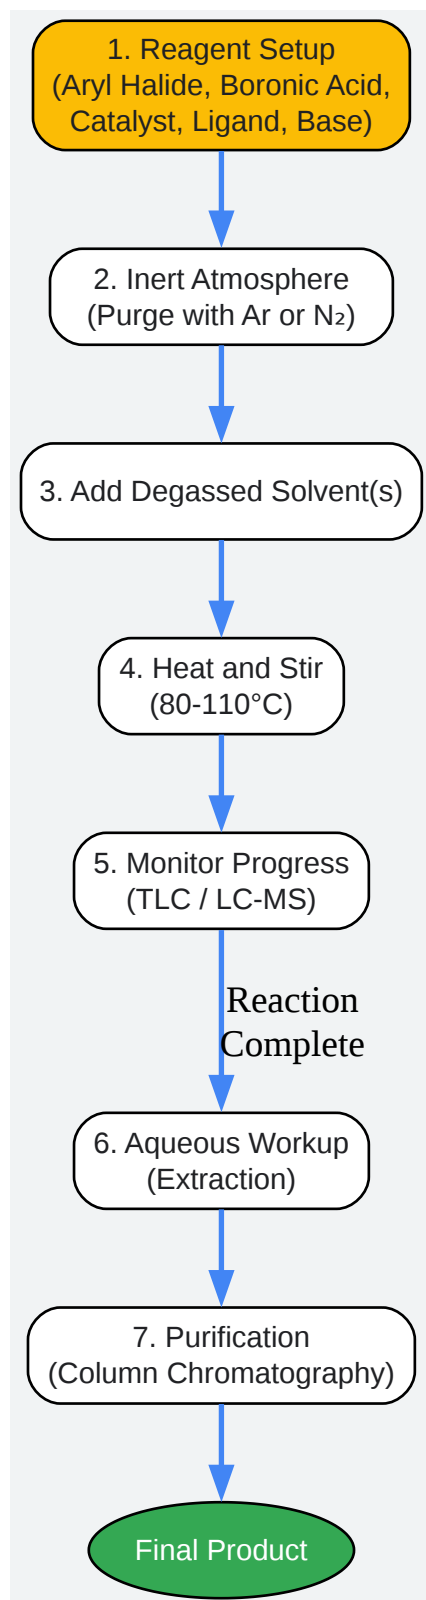 1. Reagent Setup
(Aryl Halide, Boronic Acid,
Catalyst, Ligand, Base)
2. Inert Atmosphere
(Purge with Ar or N₂)
3. Add Degassed Solvent(s)
4. Heat and Stir
(80-110°C)
5. Monitor Progress
(TLC / LC-MS)
Reaction
Complete
6. Aqueous Workup
(Extraction)
7. Purification
(Column Chromatography)
Final Product